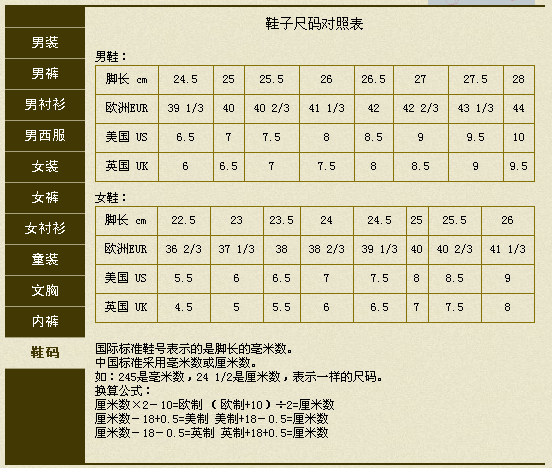 鞋子尺码对照表
男装
男裤
男衬衫
男西服
女装
女裤
女衬衫
童装
文胸
内裤
鞋码
男鞋：
脚长 cm 24.5 25 25.5 26 26.5 27 27.5 28
欧洲EUR 39 1/3 40 40 2/3 41 1/3 42 42 2/3 43 1/3 44
美国 US 6.5 7 7.5 8 8.5 9 9.5 10
英国 UK 6 6.5 7 7.5 8 8.5 9 9.5
女鞋：
脚长 cm 22.5 23 23.5 24 24.5 25 25.5 26
欧洲EUR 36 2/3 37 1/3 38 38 2/3 39 1/3 40 40 2/3 41 1/3
美国 US 5.5 6 6.5 7 7.5 8 8.5 9
英国 UK 4.5 5 5.5 6 6.5 7 7.5 8
国际标准鞋号表示的是脚长的毫米数。
中国标准采用毫米数或厘米数。
如：245是毫米数，24 1/2是厘米数，表示一样的尺码。
换算公式：
厘米数×2－10=欧制 （欧制+10）÷2=厘米数
厘米数－18+0.5=美制 美制+18－0.5=厘米数
厘米数－18－0.5=英制 英制+18+0.5=厘米数